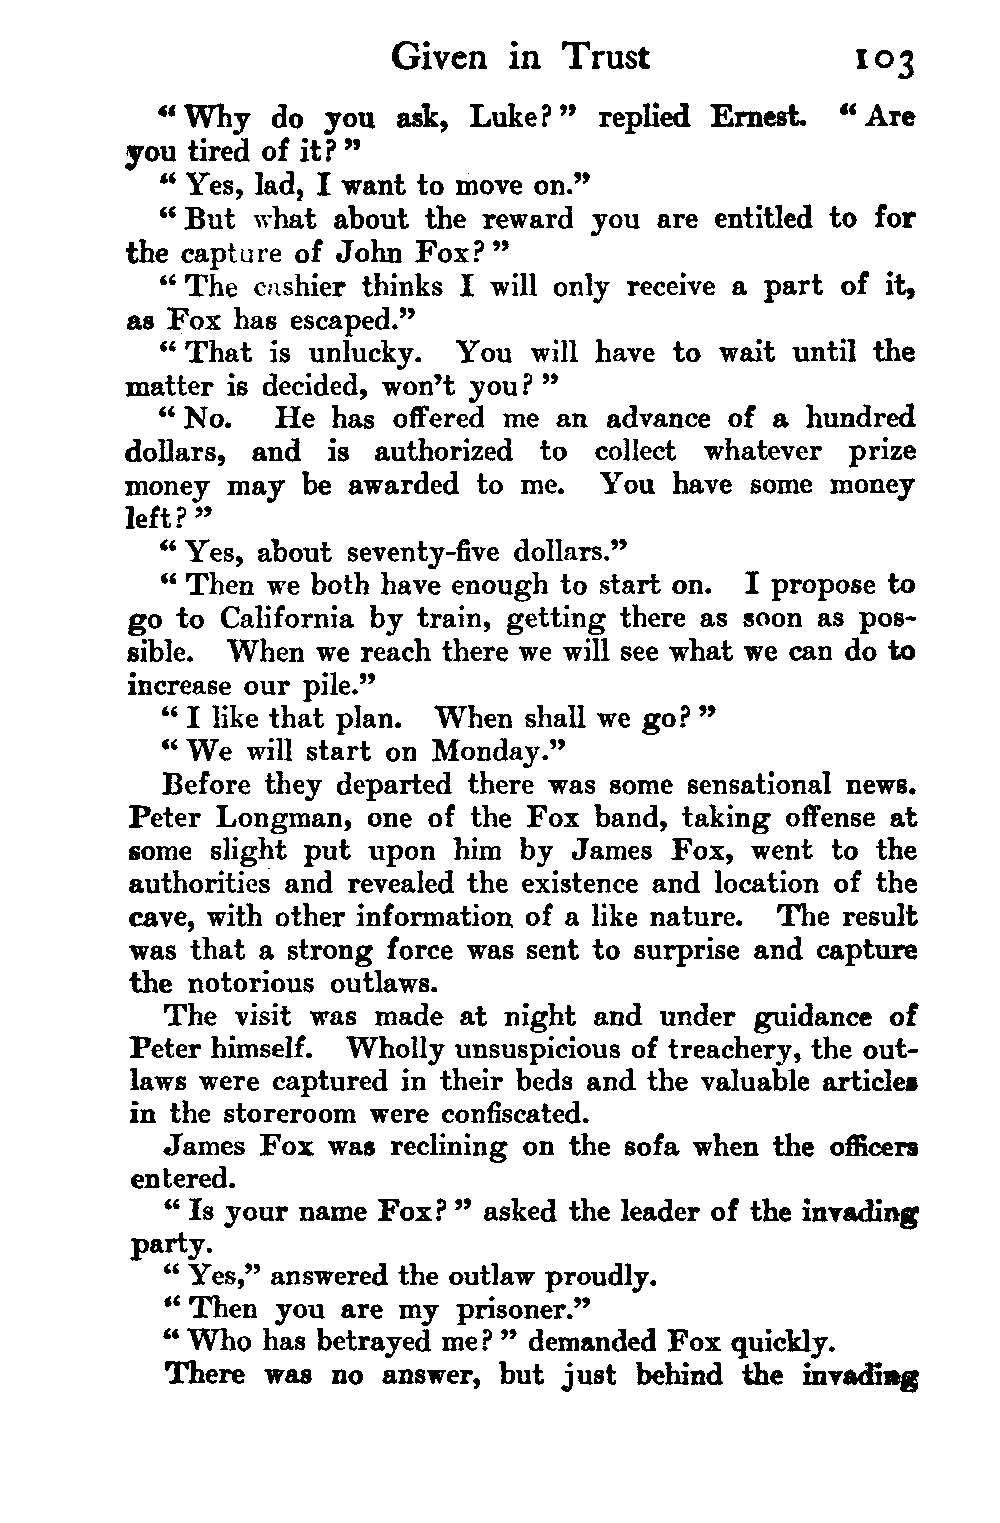 Given in Trust 103
“Why do you ask, Luke?” replied Ernest. “Are
you tired of it?”
“Yes, lad, I want to move on.”
“But what about the reward you are entitled to for
the capture of John Fox?”
“The cashier thinks I will only receive a part of it,
as Fox has escaped.”
“That is unlucky. You will have to wait until the
matter is decided, won’t you?”
“No. He has offered me an advance of a hundred
dollars, and is authorized to collect whatever prize
money may be awarded to me. You have some money
left?”
“Yes, about seventy-five dollars.”
“Then we both have enough to start on. I propose to
go to California by train, getting there as soon as pos-
sible. When we reach there we will see what we can do to
increase our pile.”
“I like that plan. When shall we go?”
“We will start on Monday.”
Before they departed there was some sensational news.
Peter Longman, one of the Fox band, taking offense at
some slight put upon him by James Fox, went to the
authorities and revealed the existence and location of the
cave, with other information of a like nature. The result
was that a strong force was sent to surprise and capture
the notorious outlaws.
The visit was made at night and under guidance of
Peter himself. Wholly unsuspicious of treachery, the out-
laws were captured in their beds and the valuable articles
in the storeroom were confiscated.
James Fox was reclining on the sofa when the officers
entered.
“Is your name Fox?” asked the leader of the invading
party.
“Yes,” answered the outlaw proudly.
“Then you are my prisoner.”
“Who has betrayed me?” demanded Fox quickly.
There was no answer, but just behind the invading